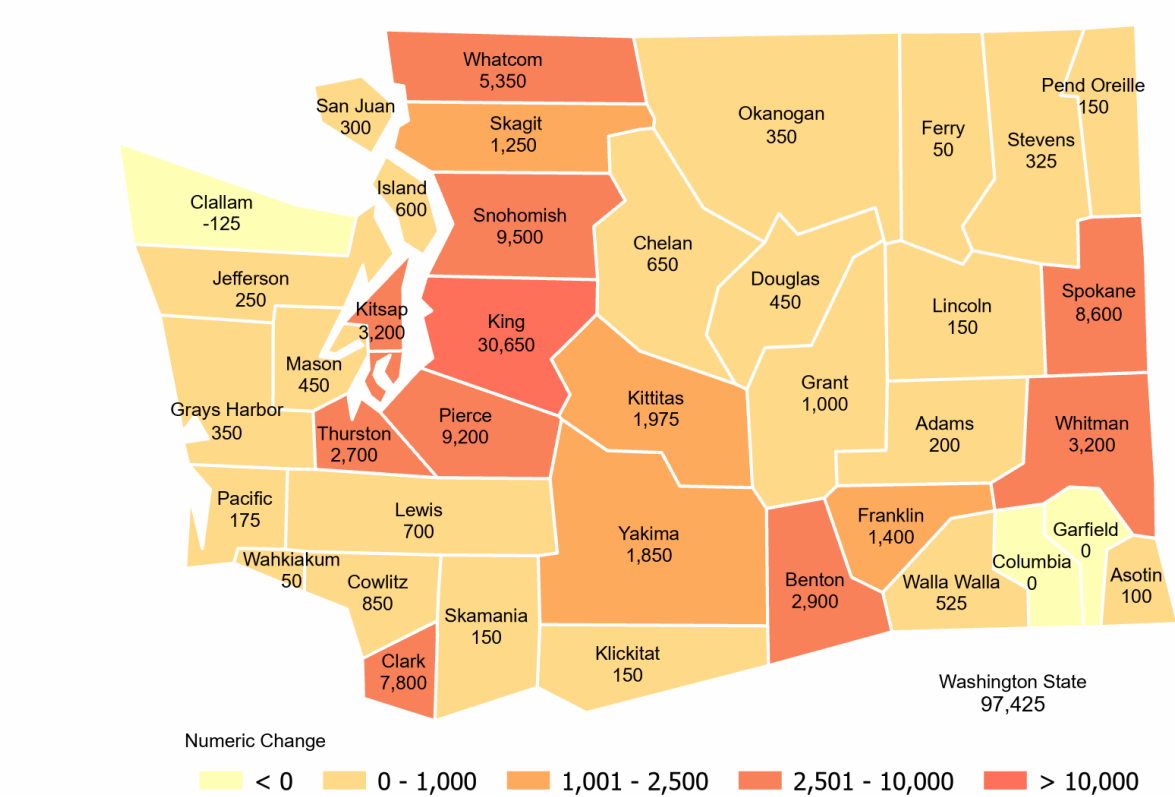 Whatcom
5,350
San Juan
300
Skagit
1,250
Okanogan
350
Ferry
50
Stevens
325
Pend Oreille
150
Clallam
-125
Island
600
Snohomish
9,500
Chelan
650
Douglas
450
Jefferson
250
Kitsap
3,200
King
30,650
Lincoln
150
Spokane
8,600
Mason
450
Grays Harbor
350
Thurston
2,700
Pierce
9,200
Kittitas
1,975
Grant
1,000
Adams
200
Whitman
3,200
Pacific
175
Lewis
700
Yakima
1,850
Franklin
1,400
Garfield
0
Columbia
0
Wahkiakum
50
Cowlitz
850
Skamania
150
Benton
2,900
Walla Walla
525
Asotin
100
Clark
7,800
Klickitat
150
Washington State
97,425
Numeric Change
< 0
0 - 1,000
1,001 - 2,500
2,501 - 10,000
> 10,000